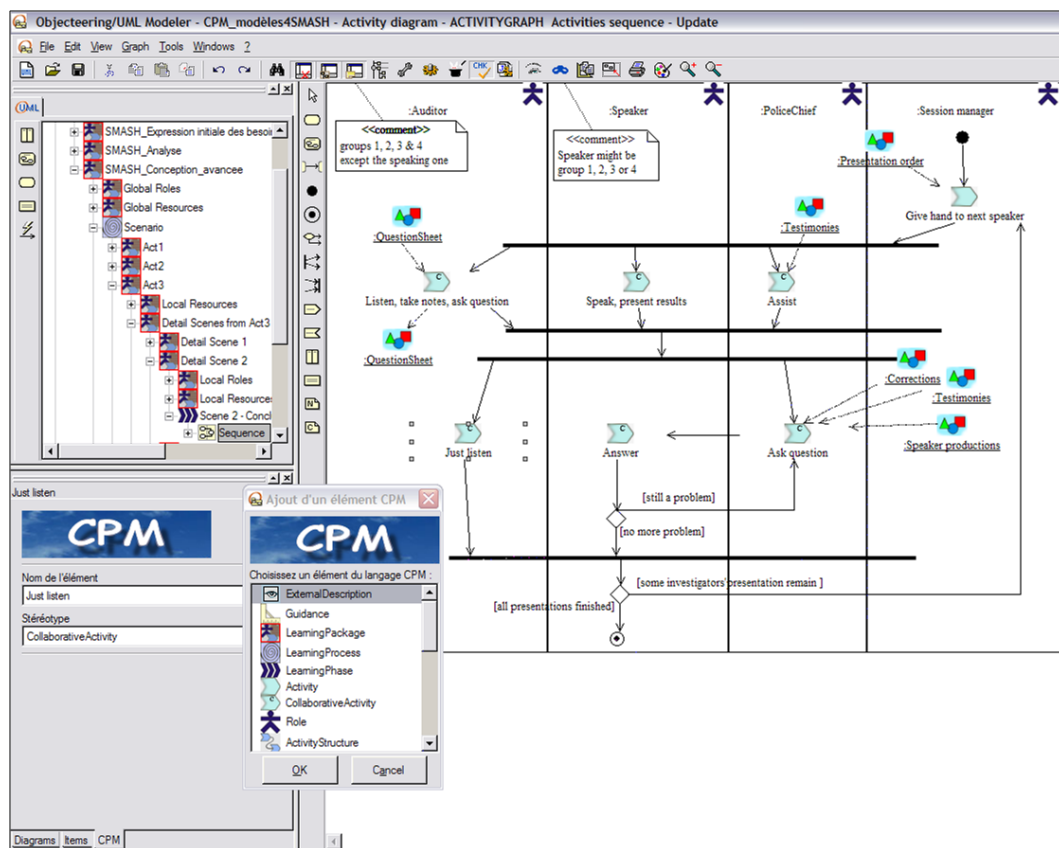 Objecteering/UML Modeler - CPM_modèles4SMASH - Activity diagram - ACTIVITYGRAPH Activities sequence - Update
File Edit View Graph Tools Windows ?
UML
SMASH_Expression initiale des besoi
SMASH_Analyse
SMASH_Conception_avancee
Global Roles
Global Resources
Scenario
Act1
Act2
Act3
Local Resources
Detail Scenes from Act3
Detail Scene 1
Detail Scene 2
Local Roles
Local Resources
Scene 2 - Concl
Sequence
:Auditor
:Speaker
:PoliceChief
:Session manager
<<comment>>
groups 1, 2, 3 & 4
except the speaking one
<<comment>>
Speaker might be
group 1, 2, 3 or 4
:Presentation order
Give hand to next speaker
:QuestionSheet
:Testimonies
Listen, take notes, ask question
Speak, present results
Assist
:QuestionSheet
:Corrections
:Testimonies
:Speaker productions
Just listen
Answer
Ask question
[still a problem]
[no more problem]
[some investigators'presentation remain ]
[all presentations finished]
Just listen
CPM
Nom de l'élément
Just listen
Stéréotype
CollaborativeActivity
Diagrams Items CPM
Ajout d'un élément CPM
CPM
Choisissez un élément du langage CPM :
ExternalDescription
Guidance
LearningPackage
LearningProcess
LearningPhase
Activity
CollaborativeActivity
Role
ActivityStructure
OK Cancel